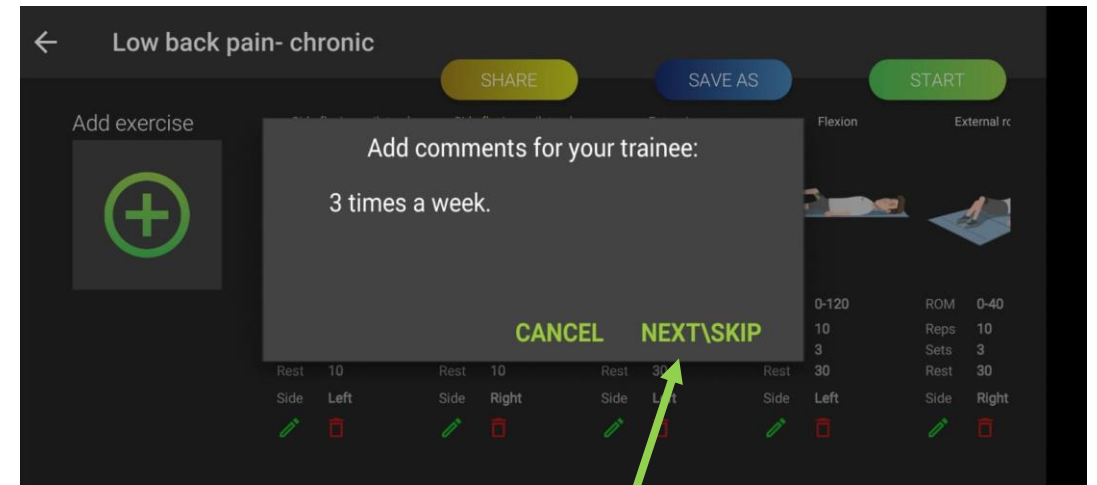 Low back pain- chronic
SHARE
SAVE AS
START
Add exercise
Flexion
Add comments for your trainee:
3 times a week.
CANCEL
NEXT\SKIP
0-120
ROM 0-40
10
Reps 10
3
Sets 3
Rest 10
Rest 10
Rest 30
Rest 30
Rest 30
Side Left
Side Right
Side Left
Side Left
Side Right